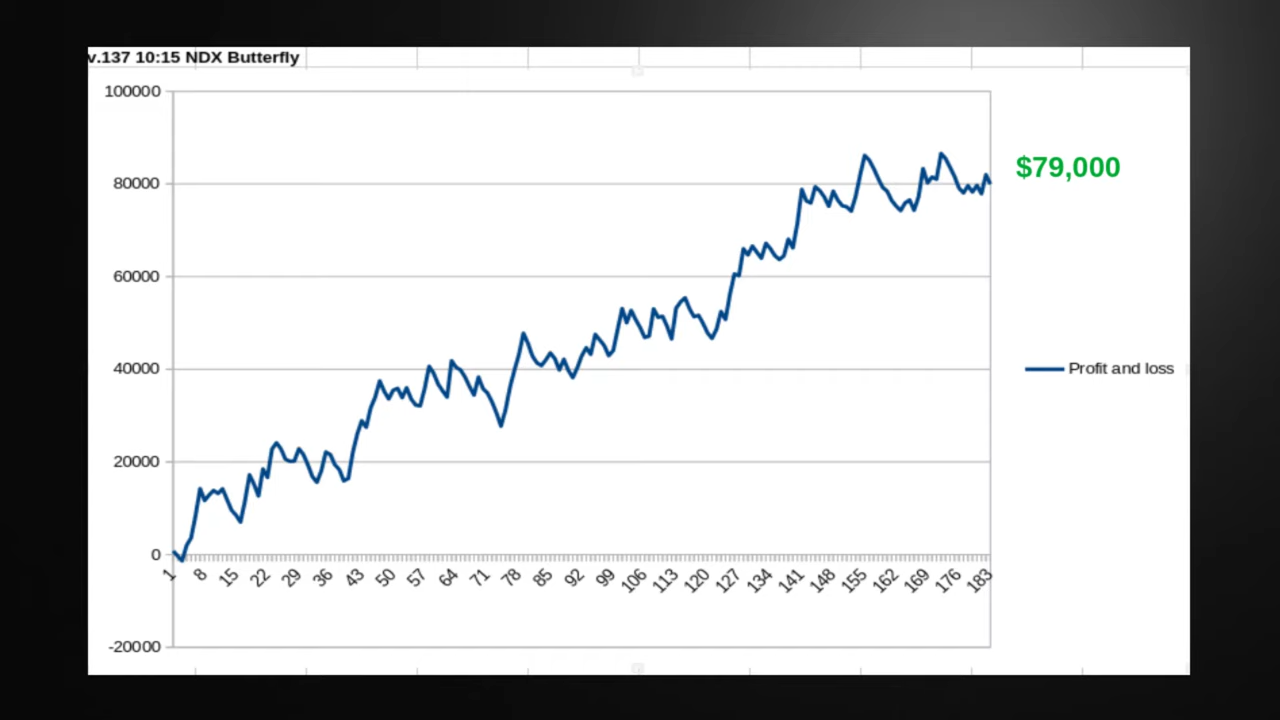 v.137 10:15 NDX Butterfly
100000
$79,000
80000
60000
40000
Profit and loss
20000
0
1 8 15 22 29 36 43 50 57 64 71 78 85 92 99 106 113 120 127 134 141 148 155 162 169 176 183
-20000